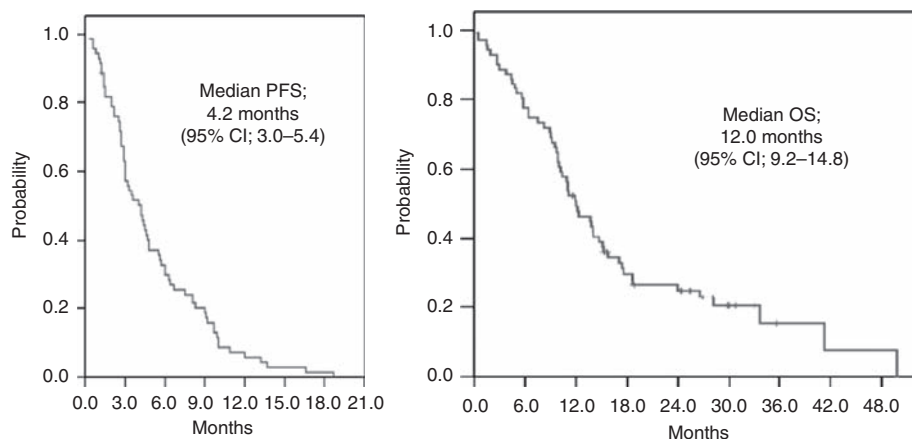 1.0
0.8
0.6
0.4
0.2
0.0
Probability
Median PFS;
4.2 months
(95% CI; 3.0–5.4)
0.0 3.0 6.0 9.0 12.0 15.0 18.0 21.0
Months
1.0
0.8
0.6
0.4
0.2
0.0
Probability
Median OS;
12.0 months
(95% CI; 9.2–14.8)
0.0 6.0 12.0 18.0 24.0 30.0 36.0 42.0 48.0
Months